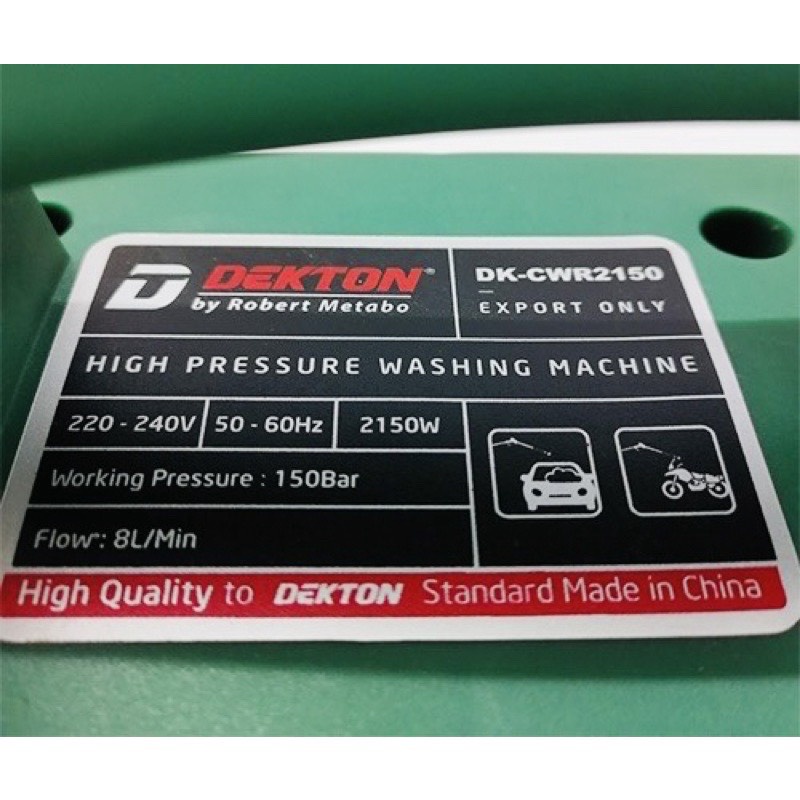 DEKTON®
by Robert Metabo
DK-CWR2150
EXPORT ONLY
HIGH PRESSURE WASHING MACHINE
220 - 240V 50 - 60Hz 2150W
Working Pressure : 150Bar
Flow : 8L/Min
High Quality to DEKTON Standard Made in China